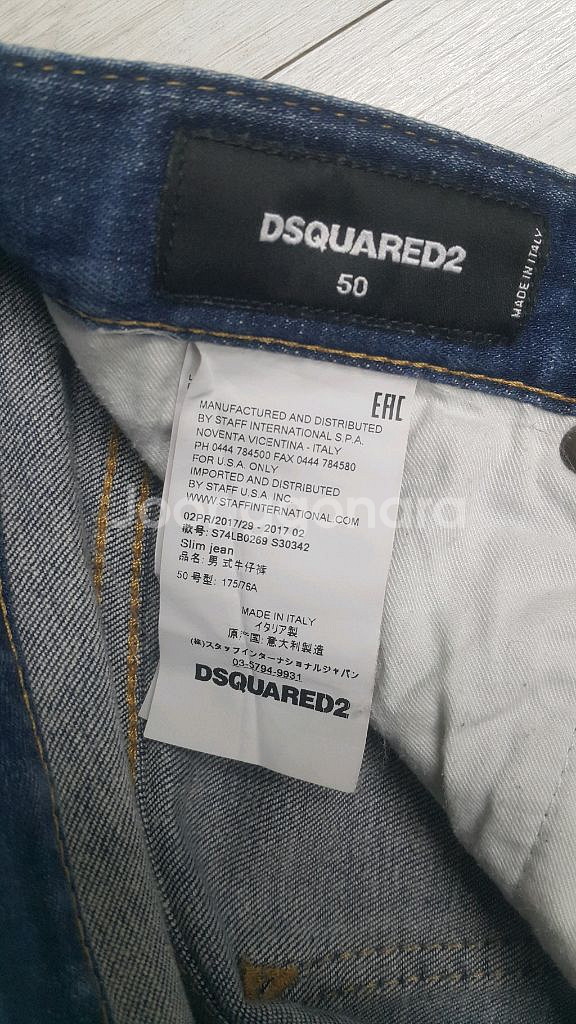 DSQUARED2
50
MADE IN ITALY
EAC
MANUFACTURED AND DISTRIBUTED
BY STAFF INTERNATIONAL S.P.A.
NOVENTA VICENTINA - ITALY
PH 0444 784500 FAX 0444 784580
FOR U.S.A. ONLY
IMPORTED AND DISTRIBUTED
BY STAFF U.S.A. INC.
WWW.STAFFINTERNATIONAL.COM
02PR/2017/29 - 2017 02
款号: S74LB0269 S30342
Slim jean
品名: 男式牛仔裤
50 号型: 175/76A
MADE IN ITALY
イタリア製
原产国: 意大利製造
(株)スタッフインターナショナルジャパン
03-5794-9931
DSQUARED2
Joonggonara